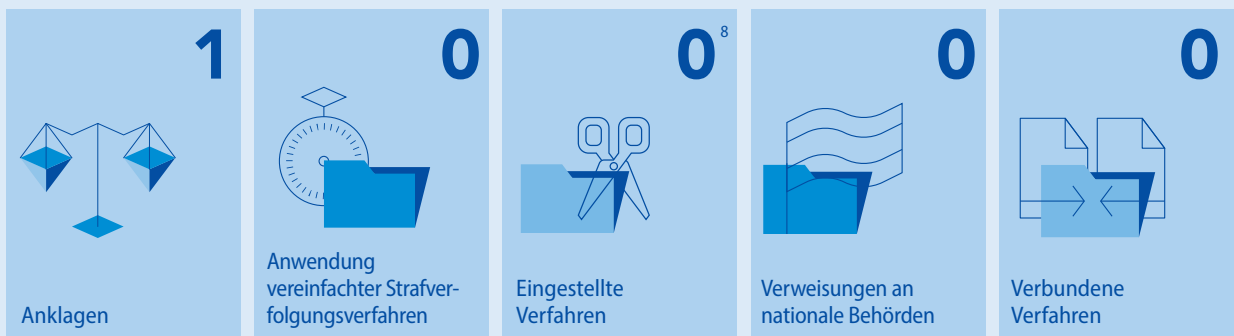 1
Anklagen
0
Anwendung
vereinfachter Strafver-
folgungsverfahren
0 8
Eingestellte
Verfahren
0
Verweisungen an
nationale Behörden
0
Verbundene
Verfahren